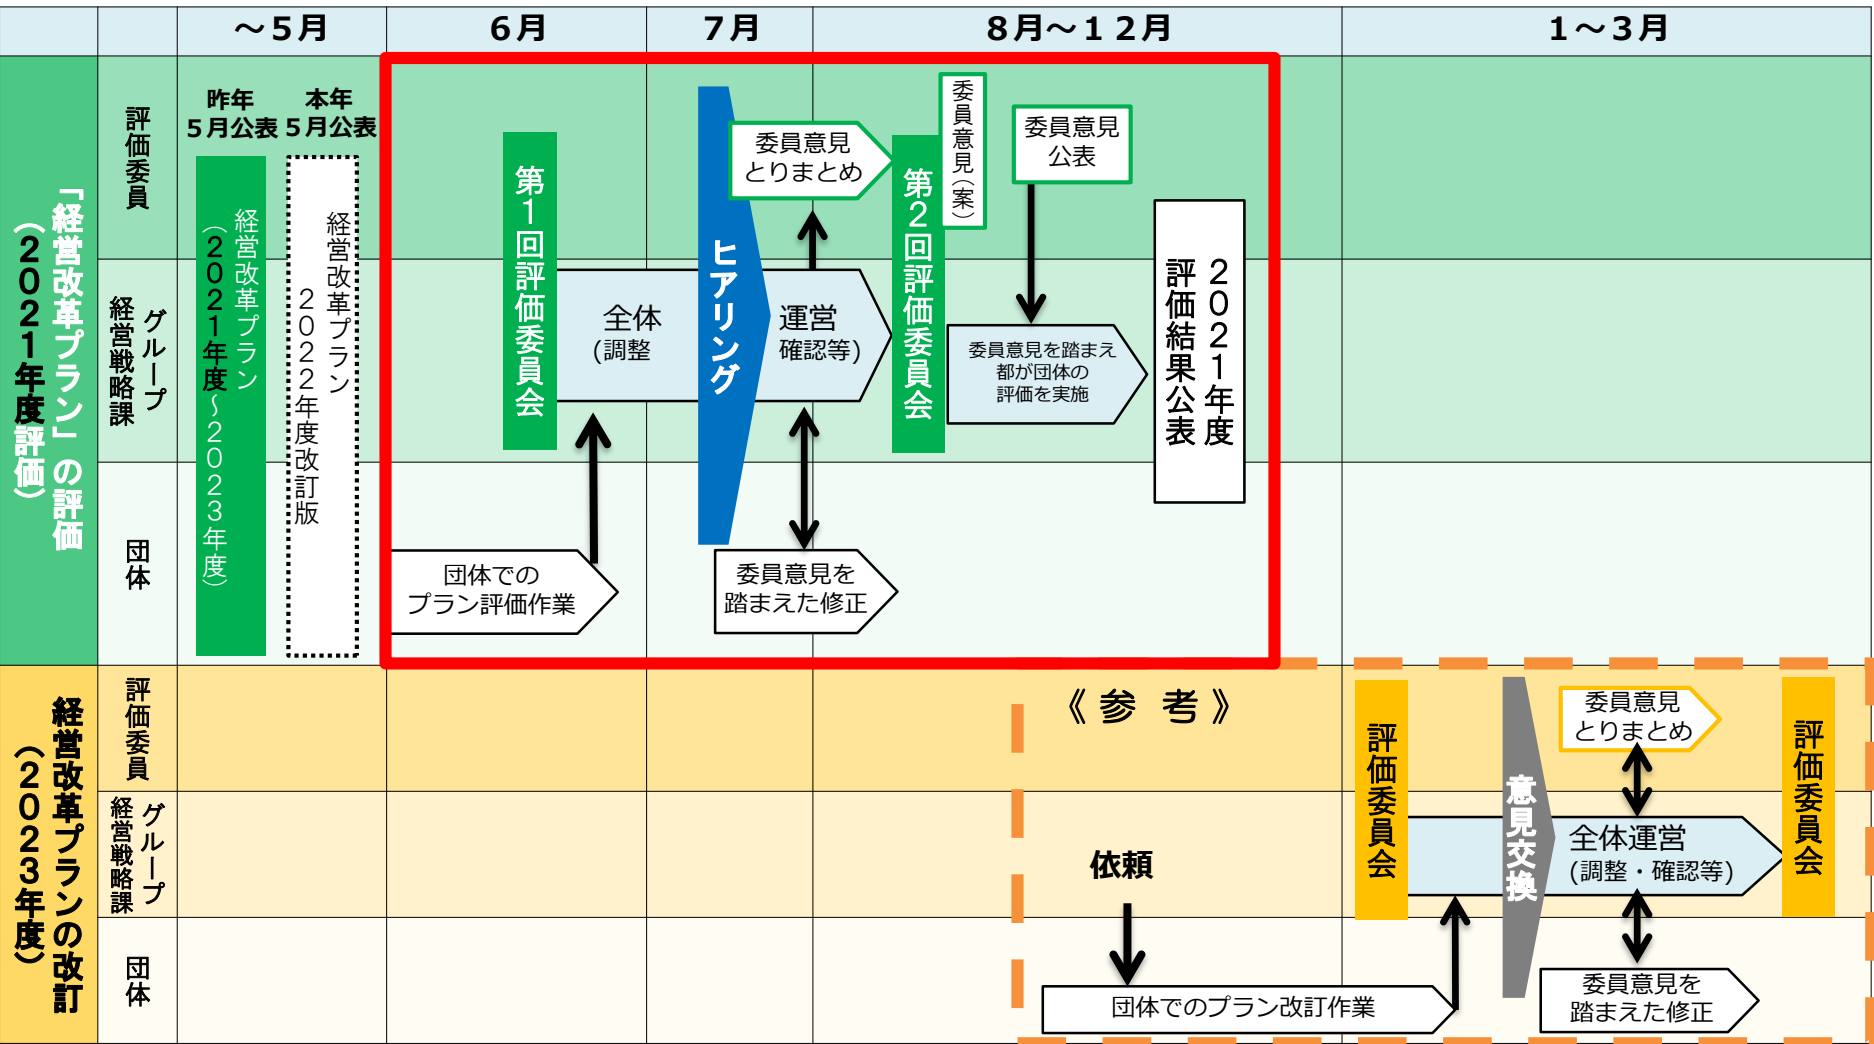 ～５月
６月
７月
８月～１２月
１～３月
「経営改革プラン」の評価
（２０２１年度評価）
評価委員
グループ
経営戦略課
団体
昨年
５月公表
本年
５月公表
経営改革プラン
（２０２１年度～２０２３年度）
経営改革プラン
２０２２年度改訂版
第１回評価委員会
ヒアリング
委員意見
とりまとめ
第２回評価委員会
委員意見（案）
委員意見
公表
全体
(調整
運営
確認等)
委員意見を踏まえ
都が団体の
評価を実施
２０２１年度
評価結果公表
団体での
プラン評価作業
委員意見を
踏まえた修正
経営改革プランの改訂
（２０２３年度）
評価委員
グループ
経営戦略課
団体
《 参　考 》
評価委員会
意見交換
委員意見
とりまとめ
評価委員会
依頼
全体運営
(調整・確認等)
団体でのプラン改訂作業
委員意見を
踏まえた修正